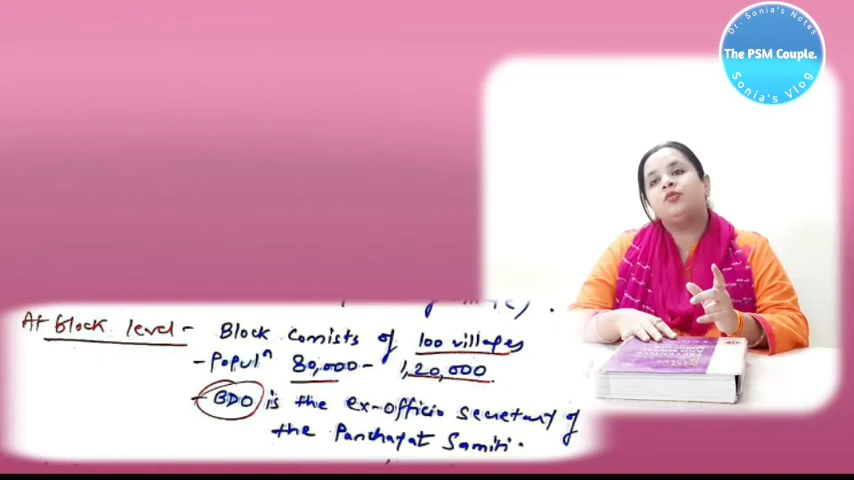 Dr. Sonia's Notes
The PSM Couple.
Sonia's Vlog
At Block level - Block consists of 100 villages
- Populⁿ 80,000 - 1,20,000
- BDO is the ex-officio secretary of
the Panchayat Samiti.